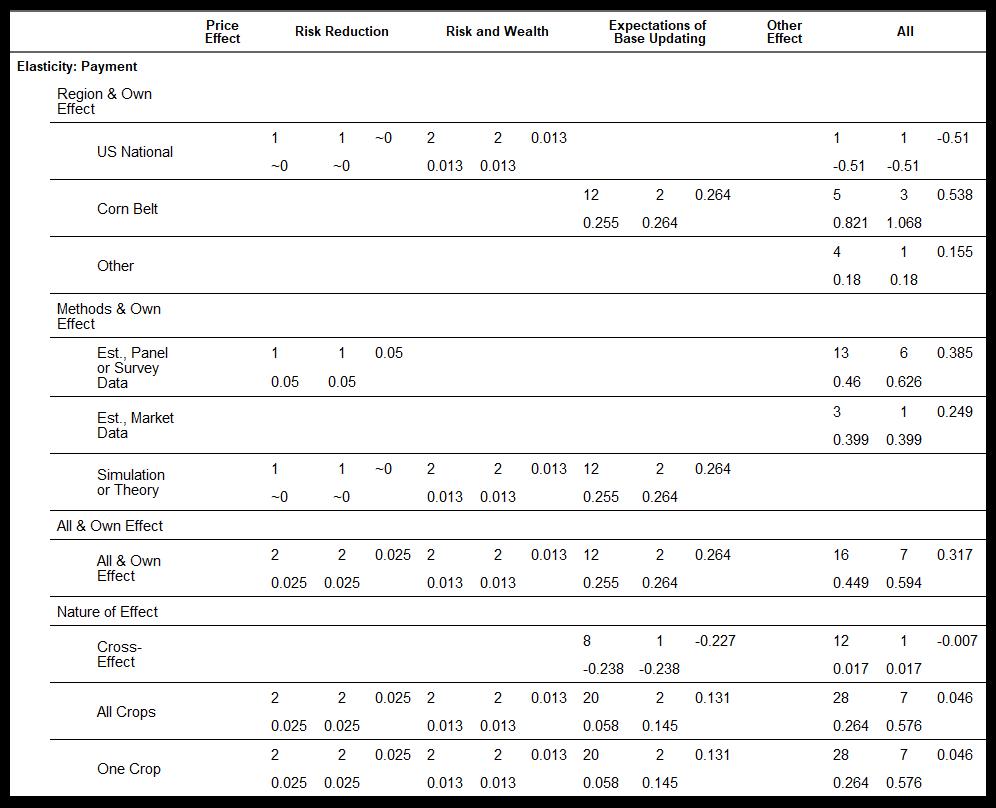 Price Effect Risk Reduction Risk and Wealth Expectations of Base Updating Other Effect All
Elasticity: Payment
Region & Own
Effect
1 1 ~0 2 2 0.013 1 1 -0.51
US National
~0 ~0 0.013 0.013 -0.51 -0.51
12 2 0.264 5 3 0.538
Corn Belt
0.255 0.264 0.821 1.068
4 1 0.155
Other
0.18 0.18
Methods & Own
Effect
Est., Panel 1 1 0.05 13 6 0.385
or Survey
Data 0.05 0.05 0.46 0.626
3 1 0.249
Est., Market
Data
0.399 0.399
1 1 ~0 2 2 0.013 12 2 0.264
Simulation
or Theory
~0 ~0 0.013 0.013 0.255 0.264
All & Own Effect
2 2 0.025 2 2 0.013 12 2 0.264 16 7 0.317
All & Own
Effect
0.025 0.025 0.013 0.013 0.255 0.264 0.449 0.594
Nature of Effect
8 1 -0.227 12 1 -0.007
Cross-
Effect
-0.238 -0.238 0.017 0.017
2 2 0.025 2 2 0.013 20 2 0.131 28 7 0.046
All Crops
0.025 0.025 0.013 0.013 0.058 0.145 0.264 0.576
2 2 0.025 2 2 0.013 20 2 0.131 28 7 0.046
One Crop
0.025 0.025 0.013 0.013 0.058 0.145 0.264 0.576